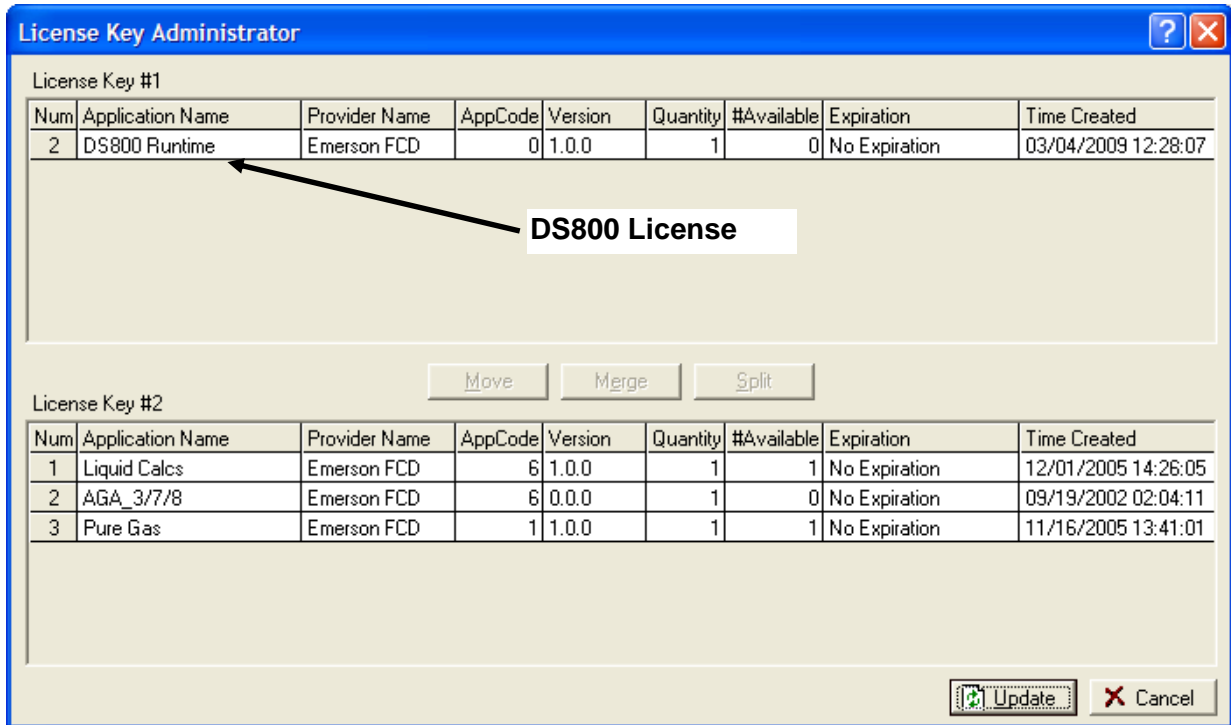 License Key Administrator
License Key #1
Num Application Name Provider Name AppCode Version Quantity #Available Expiration Time Created
2 DS800 Runtime Emerson FCD 0 1.0.0 1 0 No Expiration 03/04/2009 12:28:07
DS800 License
Move Merge Split
License Key #2
Num Application Name Provider Name AppCode Version Quantity #Available Expiration Time Created
1 Liquid Calcs Emerson FCD 6 1.0.0 1 1 No Expiration 12/01/2005 14:26:05
2 AGA_3/7/8 Emerson FCD 6 0.0.0 1 0 No Expiration 09/19/2002 02:04:11
3 Pure Gas Emerson FCD 1 1.0.0 1 1 No Expiration 11/16/2005 13:41:01
Update Cancel